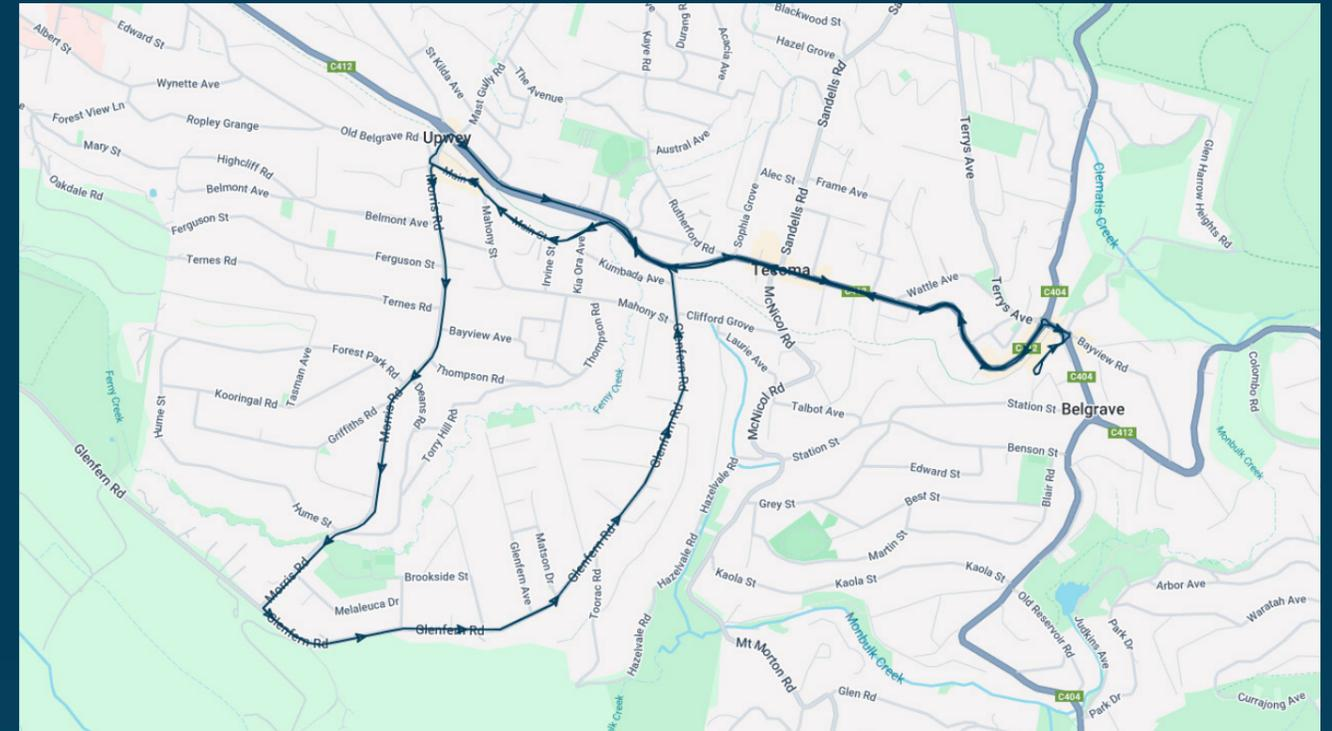 Blackwood St
Edward St
Albert St
Hazel Grove
Kaye Rd
Durang R
Acacia Ave
C412
St Kilda Ave
Mast Gully Rd
The Avenue
Wynette Ave
Sandells Rd
Forest View Ln
Ropley Grange
Old Belgrave Rd
Upwey
Austral Ave
Terrys Ave
Glen Harrow Heights Rd
Mary St
Highcliff Rd
Main
Alec St
Frame Ave
Clematis Creek
Oakdale Rd
Belmont Ave
Morris Rd
Sophia Grove
Sandells Rd
Ferguson St
Belmont Ave
Mahony St
Main St
Rutherford Rd
Ternes Rd
Ferguson St
Irvine St
Kia Ora Ave
Kumbada Ave
Tecoma
Wattle Ave
Terrys Ave
C404
Ternes Rd
Mahony St
Clifford Grove
McNicol Rd
Bayview Ave
Thompson Rd
Glenfern Rd
Laurie Ave
Bayview Rd
Forest Park Rd
Tasman Ave
Thompson Rd
Ferny Creek
C404
Colombo Rd
Ferny Creek
Hume St
Kooringal Rd
Deans Rd
Morris Rd
Griffiths Rd
Torry Hill Rd
Glenfern Rd
McNicol Rd
Talbot Ave
Station St
Belgrave
C412
Monbulk Creek
Glenfern Rd
Station St
Benson St
Hazelvale Rd
Edward St
Blair Rd
Grey St
Best St
Hume St
Martin St
Glenfern Rd
Glenfern Ave
Matson Dr
Hazelvale Rd
Morris Rd
Brookside St
Toorac Rd
Kaola St
Kaola St
Kaola St
Arbor Ave
Melaleuca Dr
Waratah Ave
Old Reservoir Rd
Judkins Ave
Park Dr
Glenfern Rd
Glenfern Rd
Hazelvale Rd
Mt Morton Rd
Monbulk Creek
Glen Rd
C404
Park Dr
Currajong Ave
lk Creek